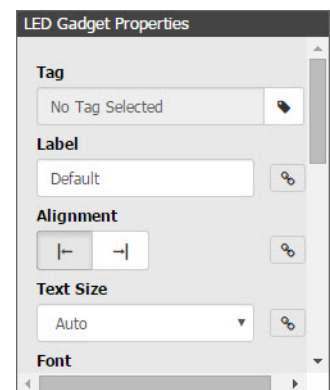 LED Gadget Properties
Tag
No Tag Selected
Label
Default
Alignment
Text Size
Auto
Font